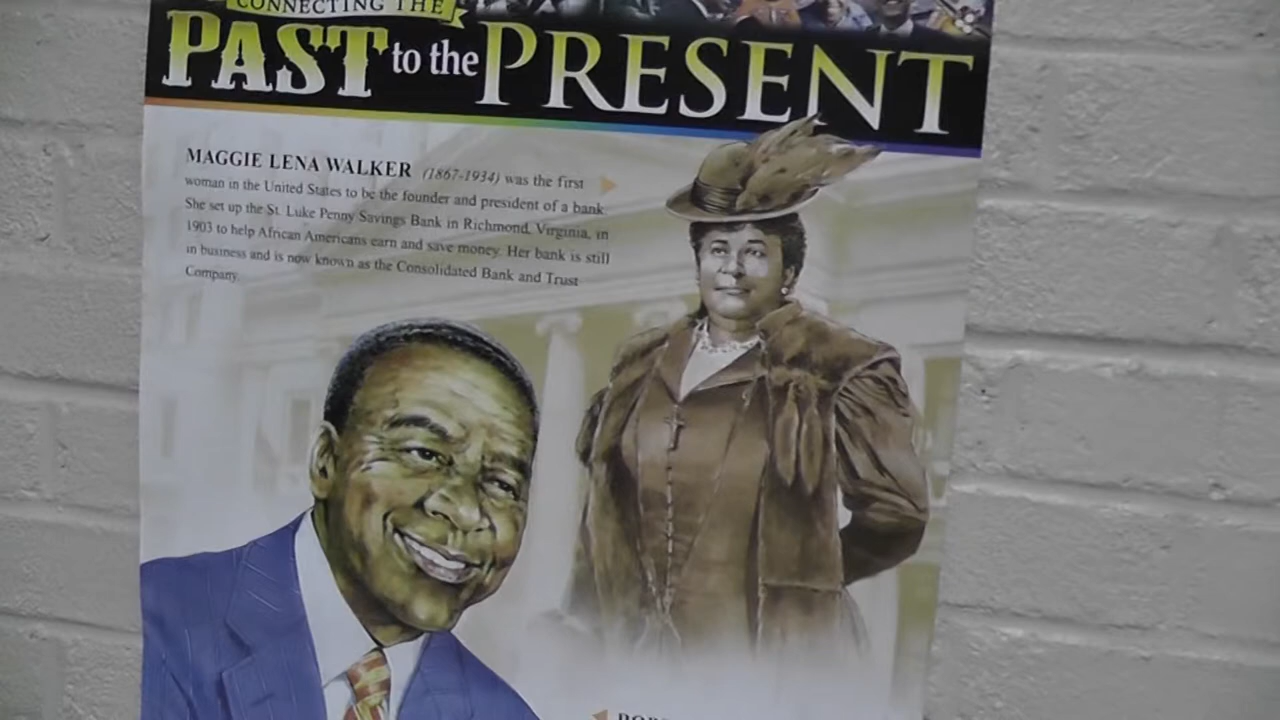 CONNECTING THE
PAST to the PRESENT
MAGGIE LENA WALKER (1867-1934) was the first
woman in the United States to be the founder and president of a bank.
She set up the St. Luke Penny Savings Bank in Richmond, Virginia, in
1903 to help African Americans earn and save money. Her bank is still
in business and is now known as the Consolidated Bank and Trust
Company.